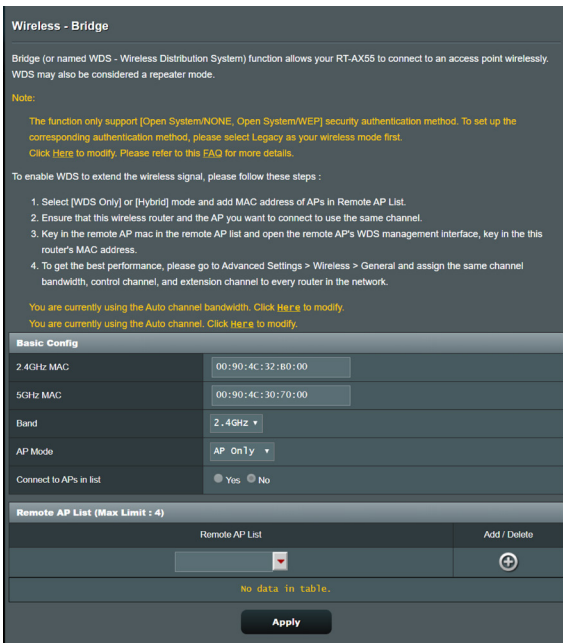 Wireless - Bridge
Bridge (or named WDS - Wireless Distribution System) function allows your RT-AX55 to connect to an access point wirelessly.
WDS may also be considered a repeater mode.
Note:
The function only support [Open System/NONE, Open System/WEP] security authentication method. To set up the
corresponding authentication method, please select Legacy as your wireless mode first.
Click Here to modify. Please refer to this FAQ for more details.
To enable WDS to extend the wireless signal, please follow these steps :
1. Select [WDS Only] or [Hybrid] mode and add MAC address of APs in Remote AP List.
2. Ensure that this wireless router and the AP you want to connect to use the same channel.
3. Key in the remote AP mac in the remote AP list and open the remote AP's WDS management interface, key in the this
router's MAC address.
4. To get the best performance, please go to Advanced Settings > Wireless > General and assign the same channel
bandwidth, control channel, and extension channel to every router in the network.
You are currently using the Auto channel bandwidth. Click Here to modify.
You are currently using the Auto channel. Click Here to modify.
Basic Config
2.4GHz MAC 00:90:4C:32:B0:00
5GHz MAC 00:90:4C:30:70:00
Band 2.4GHz
AP Mode AP Only
Connect to APs in list Yes No
Remote AP List (Max Limit : 4)
Remote AP List Add / Delete
No data in table.
Apply